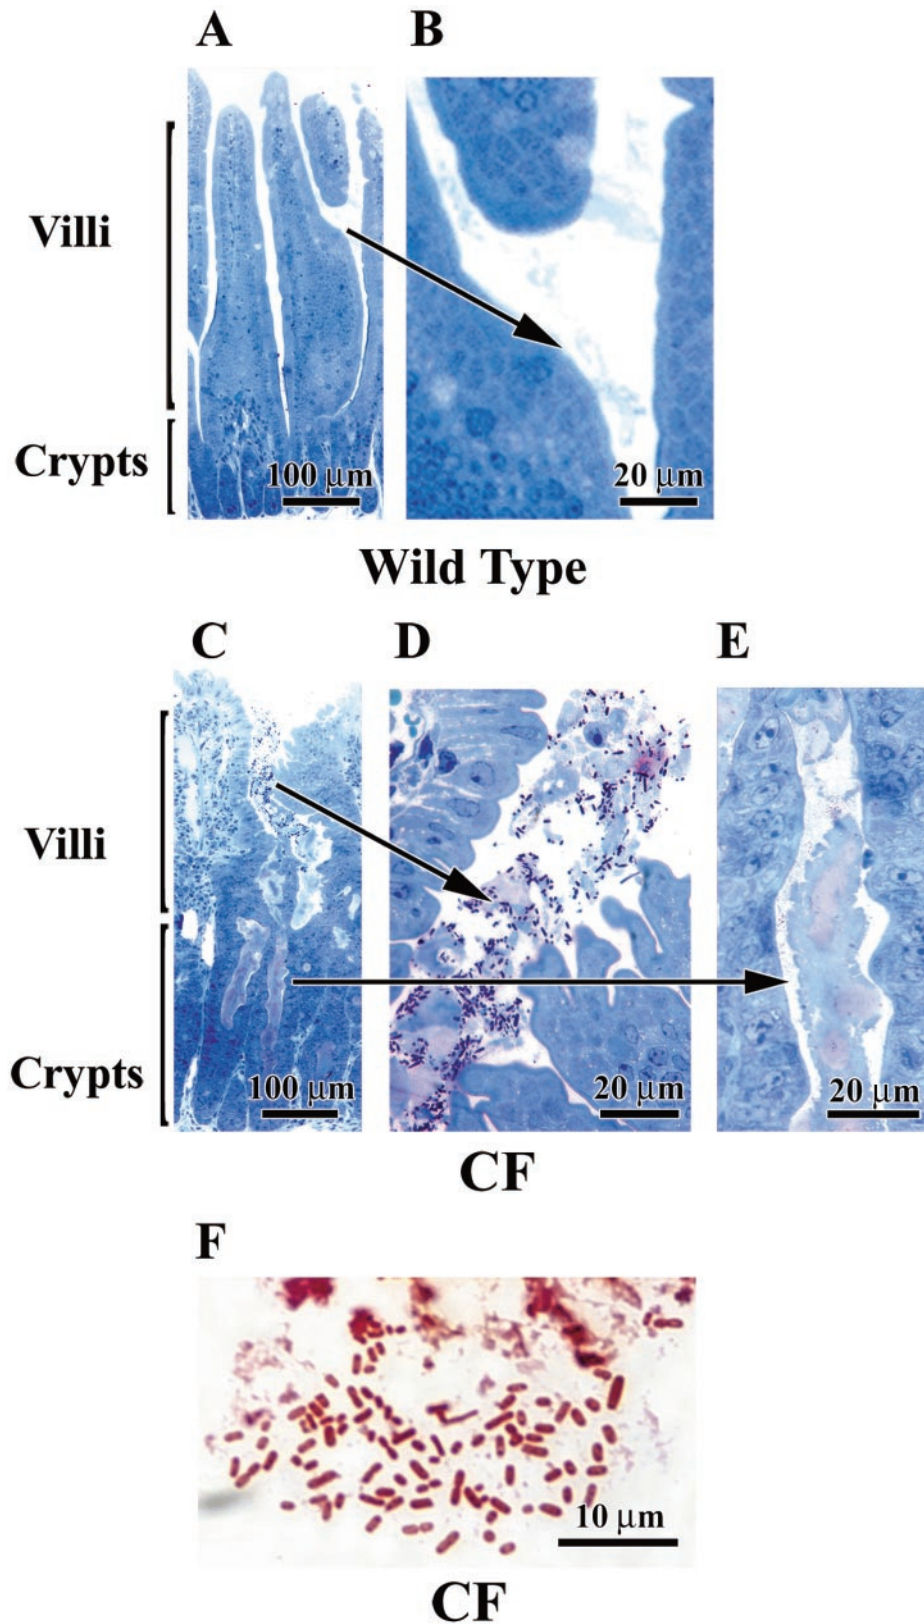 A B
Villi
Crypts
100 μm
20 μm
Wild Type
C D E
Villi
Crypts
100 μm
20 μm
20 μm
CF
F
10 μm
CF